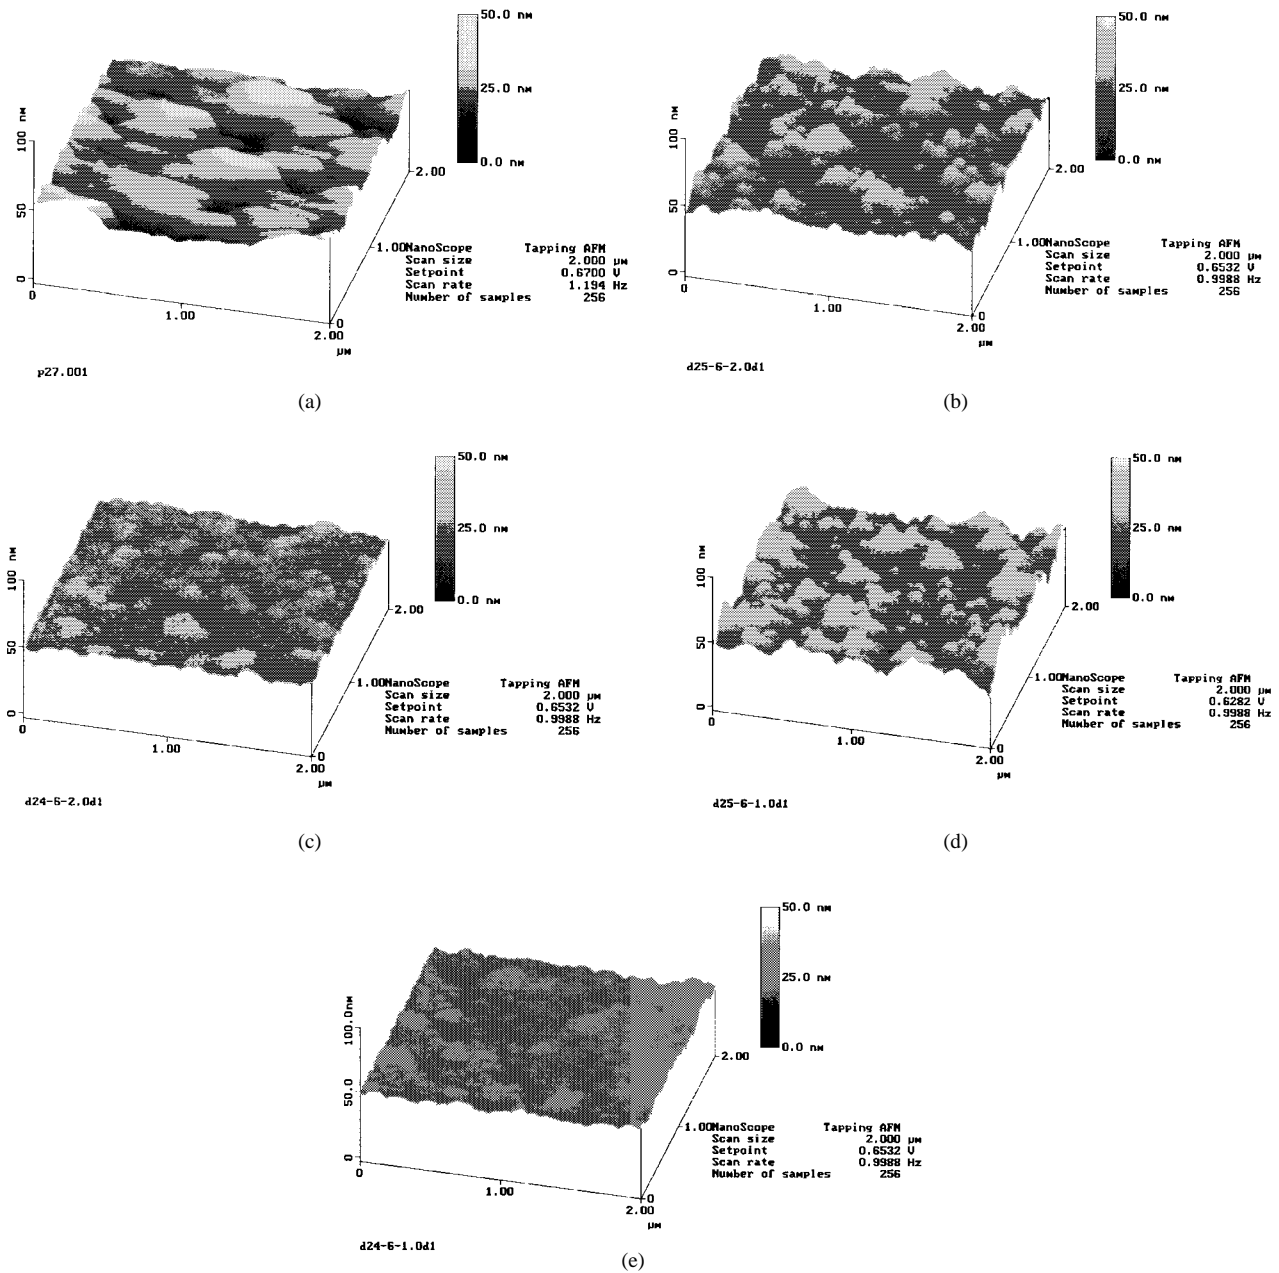 50.0 nm
25.0 nm
0.0 nm
100 nm
50
0
0
1.00
2.00
µm
0
1.00
2.00
NanoScope Tapping AFM
Scan size 2.000 µm
Setpoint 0.6700 V
Scan rate 1.194 Hz
Number of samples 256
p27.001
(a)
50.0 nm
25.0 nm
0.0 nm
100 nm
50
0
0
1.00
2.00
µm
0
1.00
2.00
NanoScope Tapping AFM
Scan size 2.000 µm
Setpoint 0.6532 V
Scan rate 0.9988 Hz
Number of samples 256
d25-6-2.0d1
(b)
50.0 nm
25.0 nm
0.0 nm
100 nm
50
0
0
1.00
2.00
µm
0
1.00
2.00
NanoScope Tapping AFM
Scan size 2.000 µm
Setpoint 0.6532 V
Scan rate 0.9988 Hz
Number of samples 256
d24-6-2.0d1
(c)
50.0 nm
25.0 nm
0.0 nm
100 nm
50
0
0
1.00
2.00
µm
0
1.00
2.00
NanoScope Tapping AFM
Scan size 2.000 µm
Setpoint 0.6282 V
Scan rate 0.9988 Hz
Number of samples 256
d25-6-1.0d1
(d)
50.0 nm
25.0 nm
0.0 nm
100.0nm
50.0
0
0
1.00
2.00
µm
0
1.00
2.00
NanoScope Tapping AFM
Scan size 2.000 µm
Setpoint 0.6532 V
Scan rate 0.9988 Hz
Number of samples 256
d24-6-1.0d1
(e)